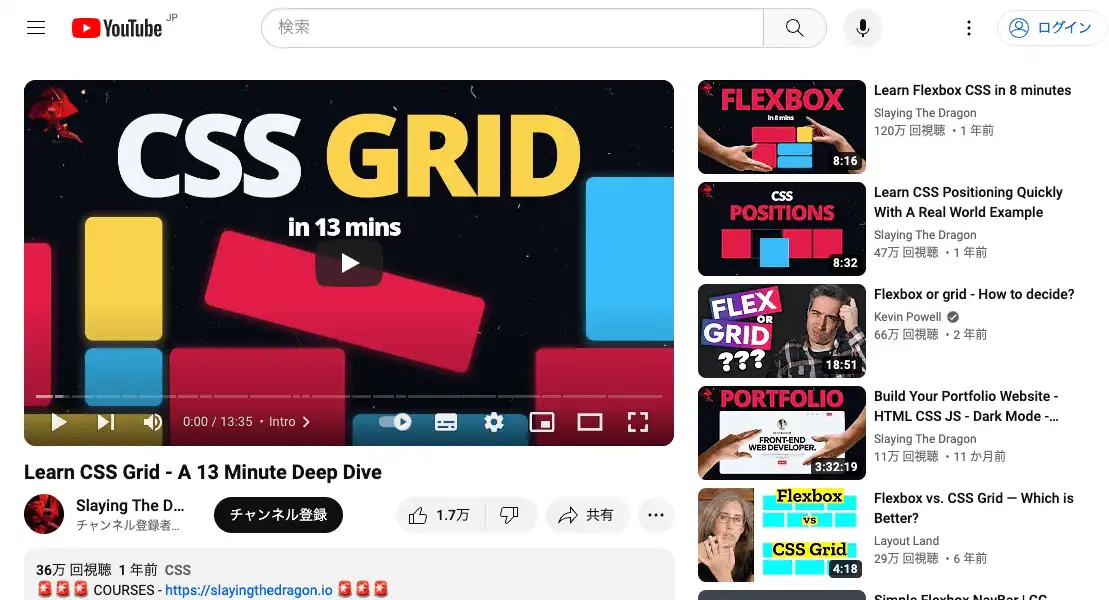 YouTube JP
検索
ログイン
CSS GRID
in 13 mins
0:00 / 13:35 • Intro
Learn CSS Grid - A 13 Minute Deep Dive
Slaying The D...
チャンネル登録者...
チャンネル登録
1.7万
共有
36万 回視聴 1 年前 CSS
COURSES - https://slayingthedragon.io
FLEXBOX
in 8 mins
8:16
Learn Flexbox CSS in 8 minutes
Slaying The Dragon
120万 回視聴 ・1 年前
CSS
POSITIONS
8:32
Learn CSS Positioning Quickly
With A Real World Example
Slaying The Dragon
47万 回視聴 ・1 年前
FLEX
OR
GRID
???
18:51
Flexbox or grid - How to decide?
Kevin Powell
66万 回視聴 ・2 年前
PORTFOLIO
FRONT-END
WEB DEVELOPER.
3:32:19
Build Your Portfolio Website -
HTML CSS JS - Dark Mode -...
Slaying The Dragon
11万 回視聴 ・11 か月前
Flexbox
vs
CSS Grid
4:18
Flexbox vs. CSS Grid — Which is
Better?
Layout Land
29万 回視聴 ・6 年前
Simple Flexbox NavBar | CC